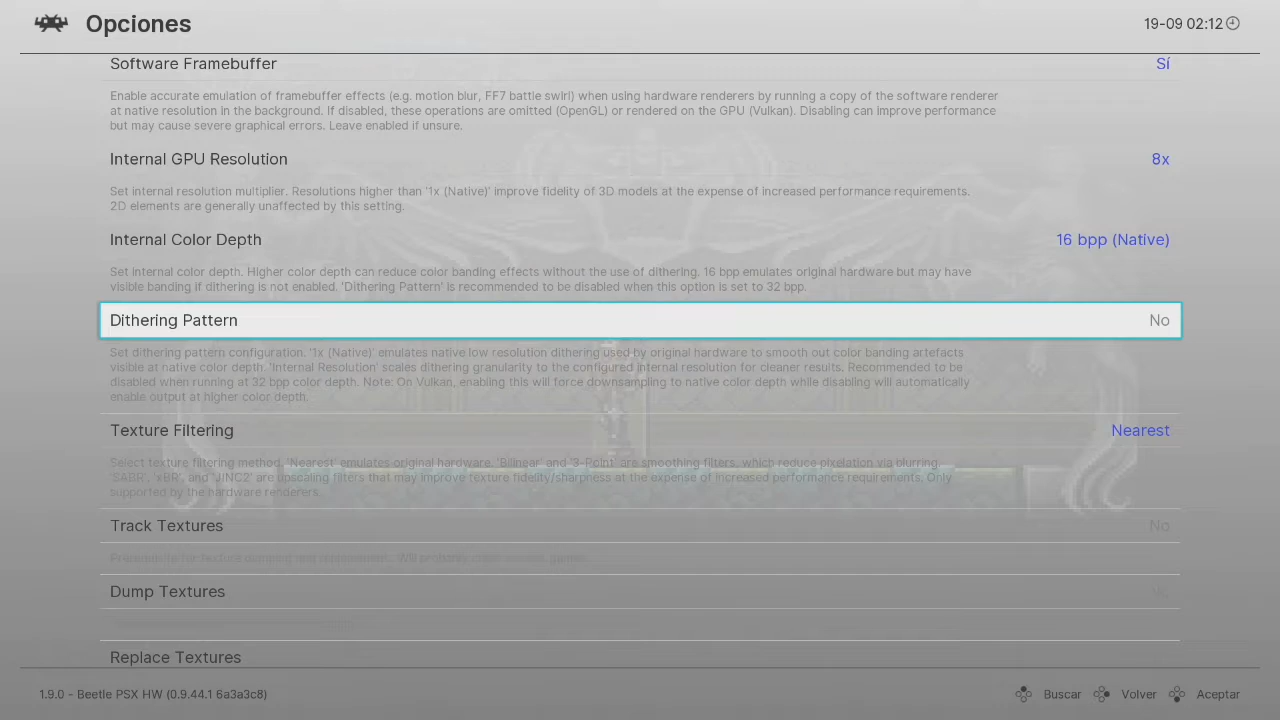 Opciones
19-09 02:12
Software Framebuffer
Sí
Enable accurate emulation of framebuffer effects (e.g. motion blur, FF7 battle swirl) when using hardware renderers by running a copy of the software renderer
at native resolution in the background. If disabled, these operations are omitted (OpenGL) or rendered on the GPU (Vulkan). Disabling can improve performance
but may cause severe graphical errors. Leave enabled if unsure.
Internal GPU Resolution
8x
Set internal resolution multiplier. Resolutions higher than '1x (Native)' improve fidelity of 3D models at the expense of increased performance requirements.
2D elements are generally unaffected by this setting.
Internal Color Depth
16 bpp (Native)
Set internal color depth. Higher color depth can reduce color banding effects without the use of dithering. 16 bpp emulates original hardware but may have
visible banding if dithering is not enabled. 'Dithering Pattern' is recommended to be disabled when this option is set to 32 bpp.
Dithering Pattern
No
Set dithering pattern configuration. '1x (Native)' emulates native low resolution dithering used by original hardware to smooth out color banding artefacts
visible at native color depth. 'Internal Resolution' scales dithering granularity to the configured internal resolution for cleaner results. Recommended to be
disabled when running at 32 bpp color depth. Note: On Vulkan, enabling this will force downsampling to native color depth while disabling will automatically
enable output at higher color depth.
Texture Filtering
Nearest
Select texture filtering method. 'Nearest' emulates original hardware. 'Bilinear' and '3-Point' are smoothing filters, which reduce pixelation via blurring.
'SABR', 'xBR', and 'JINC2' are upscaling filters that may improve texture fidelity/sharpness at the expense of increased performance requirements. Only
supported by the hardware renderers.
Track Textures
No
Prerequisite for texture dumping and replacement. Will probably crash
Dump Textures
No
Replace Textures
1.9.0 - Beetle PSX HW (0.9.44.1 6a3a3c8)
Buscar
Volver
Aceptar